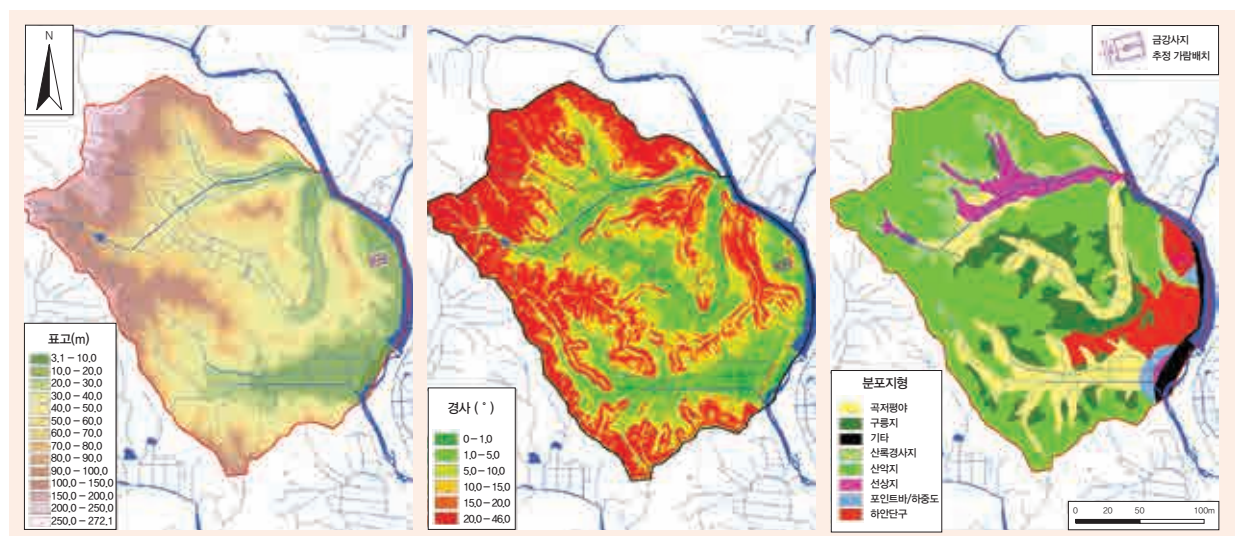 N
표고(m)
3,1 – 10,0
10,0 – 20,0
20,0 – 30,0
30,0 – 40,0
40,0 – 50,0
50,0 – 60,0
60,0 – 70,0
70,0 – 80,0
80,0 – 90,0
90,0 – 100,0
100,0 – 150,0
150,0 – 200,0
200,0 – 250,0
250,0 – 272,1
경사 ( ˚ )
0 – 1,0
1,0 – 5,0
5,0 – 10,0
10,0 – 15,0
15,0 – 20,0
20,0 – 46,0
금강사지
추정 가람배치
분포지형
곡저평야
구릉지
기타
산록경사지
산악지
선상지
포인트바/하중도
하안단구
0 20 50 100m